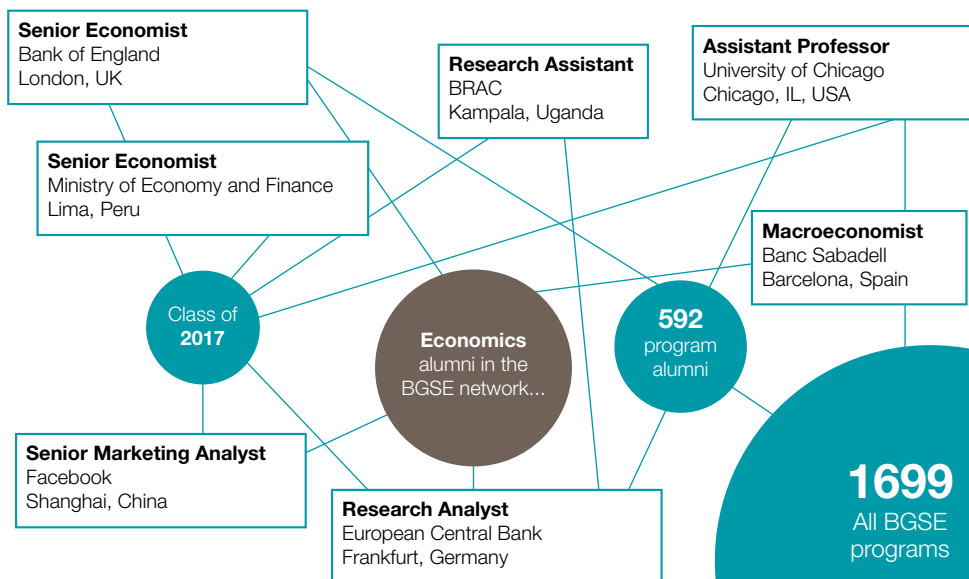 Senior Economist
Bank of England
London, UK
Research Assistant
BRAC
Kampala, Uganda
Assistant Professor
University of Chicago
Chicago, IL, USA
Senior Economist
Ministry of Economy and Finance
Lima, Peru
Macroeconomist
Banc Sabadell
Barcelona, Spain
Class of
2017
Economics
alumni in the
BGSE network...
592
program
alumni
Senior Marketing Analyst
Facebook
Shanghai, China
Research Analyst
European Central Bank
Frankfurt, Germany
1699
All BGSE
programs